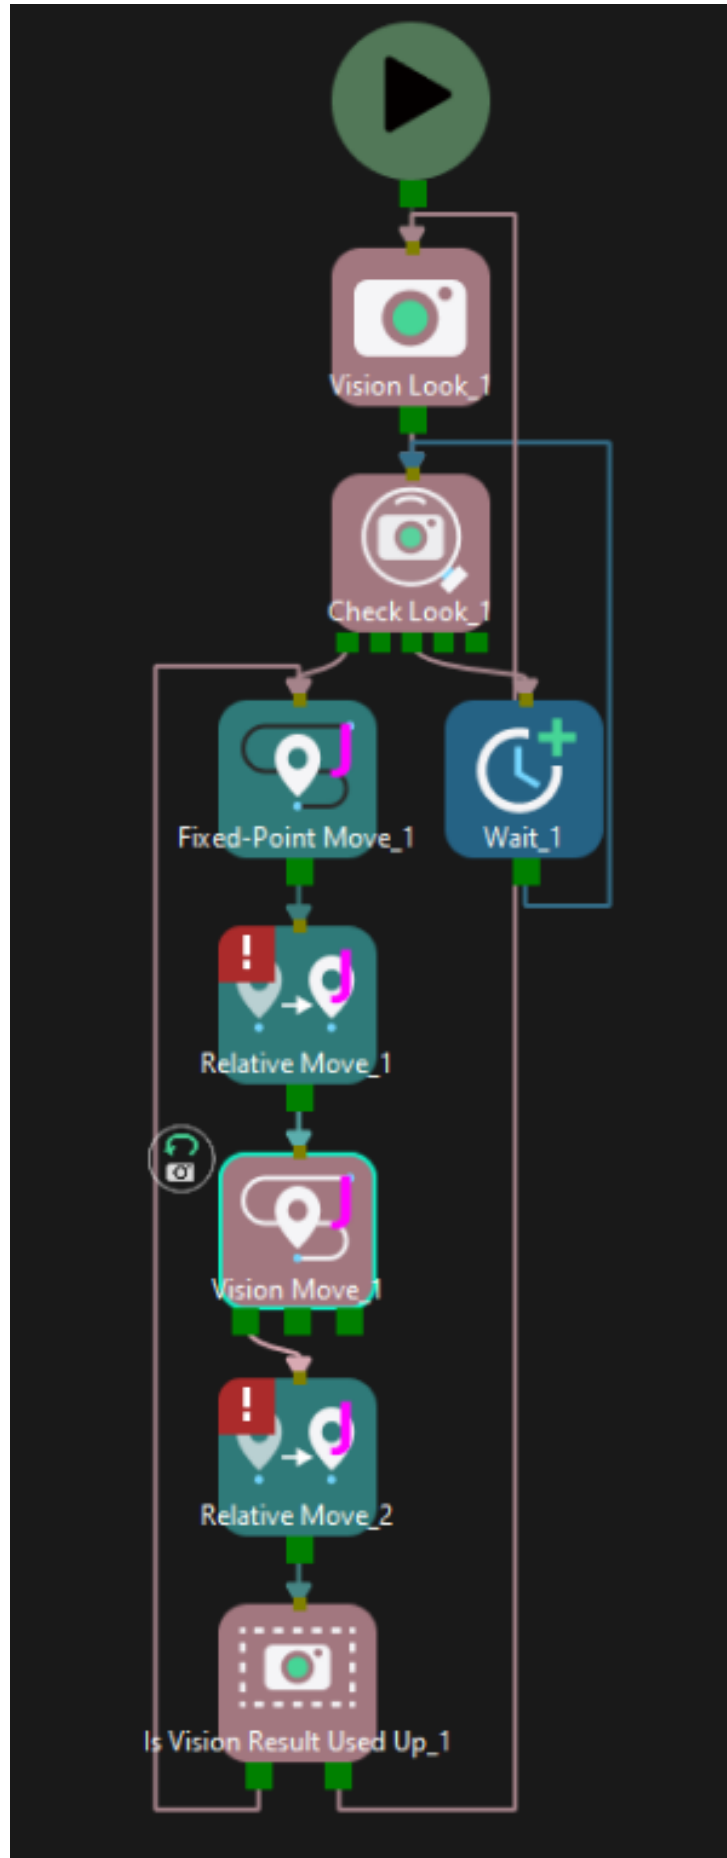 Vision Look_1
Check Look_1
Fixed-Point Move_1
Wait_1
!
Relative Move_1
Vision Move_1
!
Relative Move_2
Is Vision Result Used Up_1